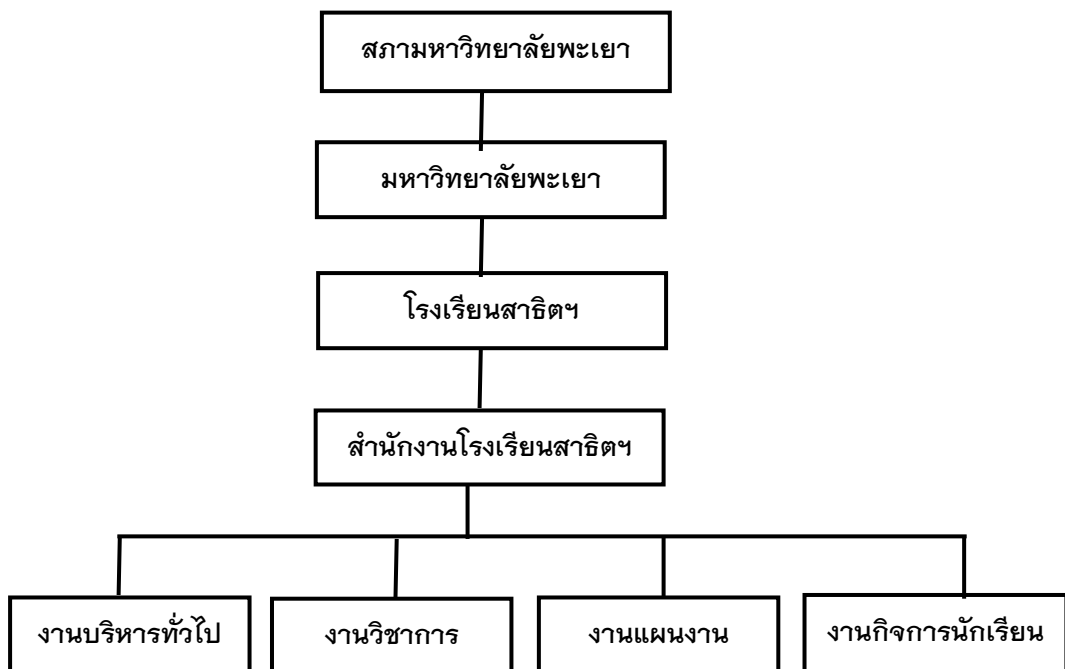 สภามหาวิทยาลัยพะเยา
มหาวิทยาลัยพะเยา
โรงเรียนสาธิตฯ
สำนักงานโรงเรียนสาธิตฯ
งานบริหารทั่วไป
งานวิชาการ
งานแผนงาน
งานกิจการนักเรียน